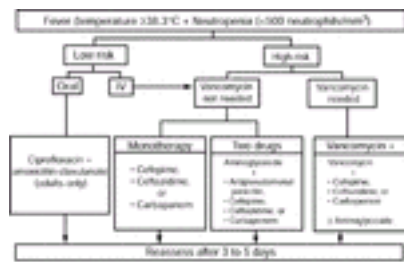 Fever (temperature ≥38.3°C + Neutropenia (<500 neutrophils/mm³)
Low risk
High risk
Oral
IV
Vancomycin
not needed
Vancomycin
needed
Ciprofloxacin +
amoxicillin-clavulanate
(adults only)
Monotherapy
• Cefepime,
• Ceftazidime,
or
• Carbapenem
Two drugs
Aminoglycoside
+
• Antipseudomonal
penicillin,
• Cefepime,
• Ceftazidime, or
• Carbapenem
Vancomycin +
Vancomycin
+
• Cefepime,
• Ceftazidime, or
• Carbapenem
± Aminoglycoside
Reassess after 3 to 5 days